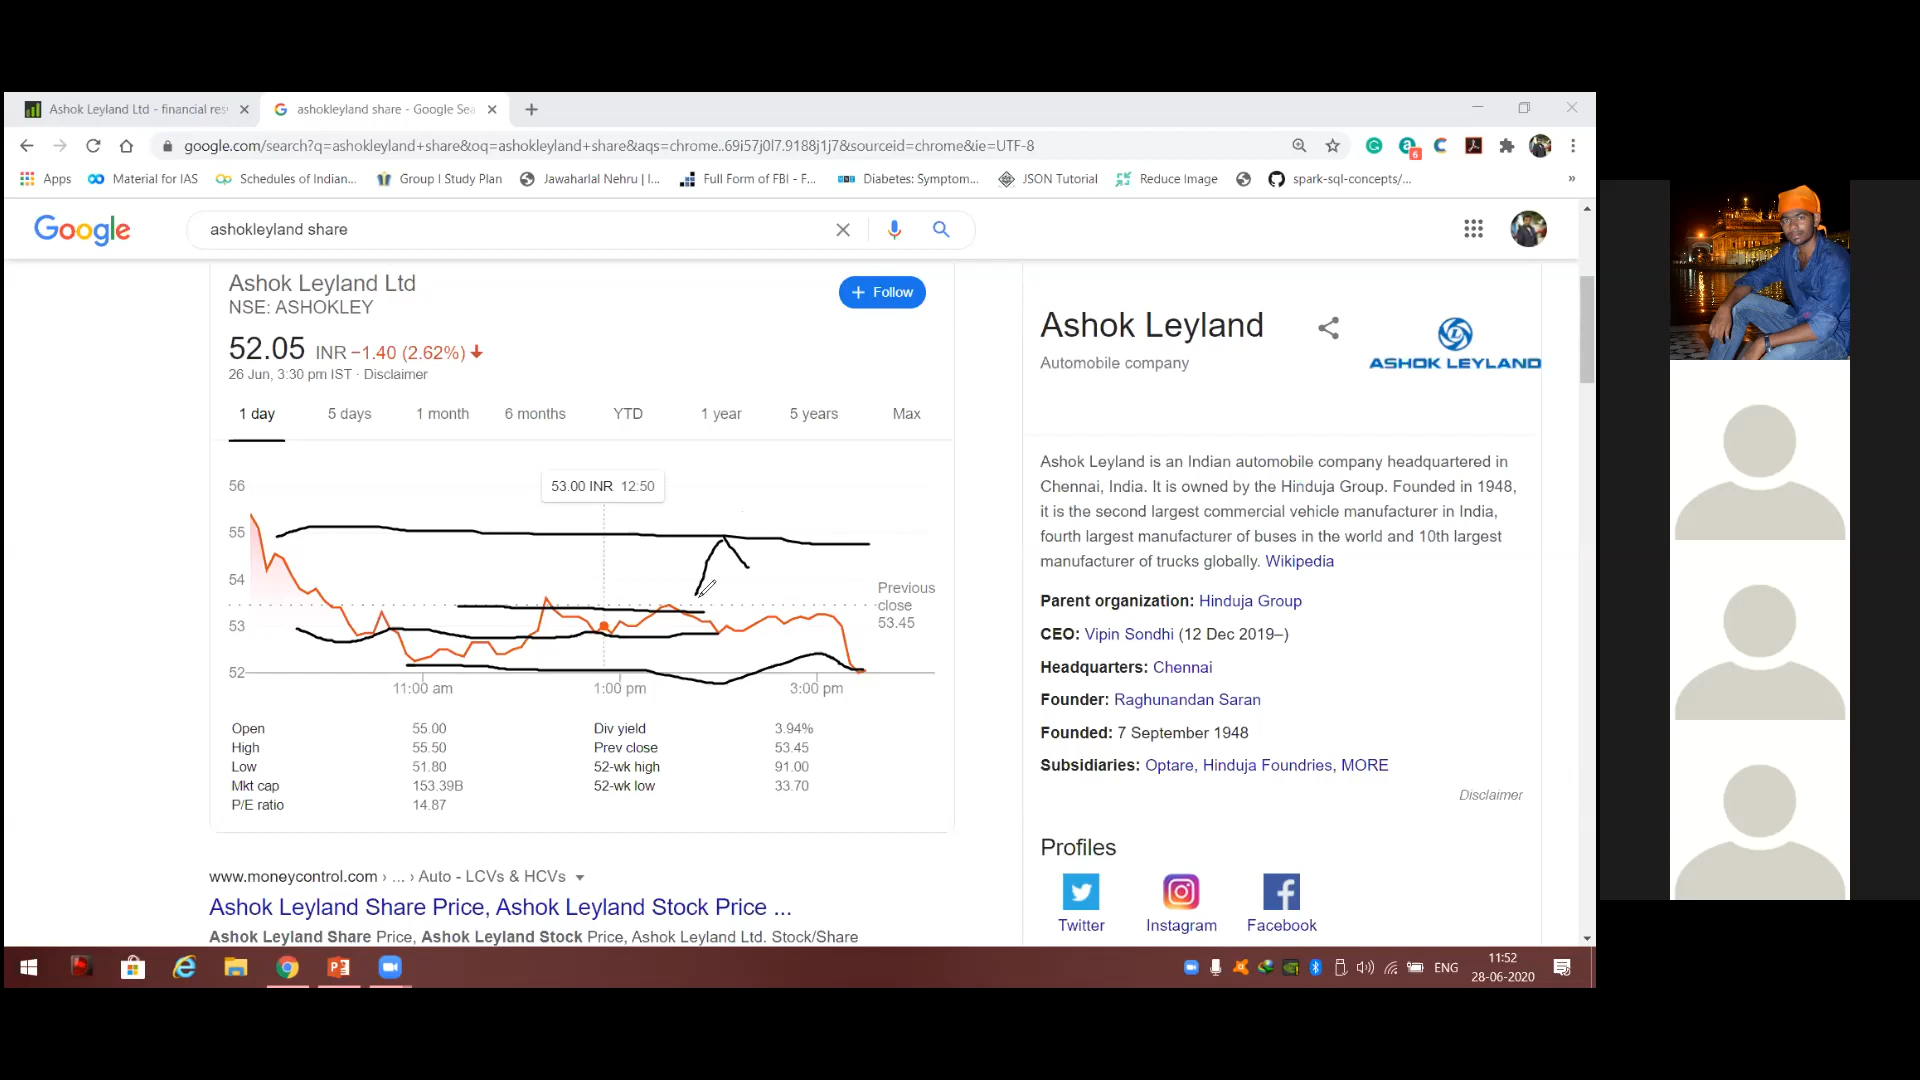 Ashok Leyland Ltd - financial res
ashokleyland share - Google Sea
google.com/search?q=ashokleyland+share&oq=ashokleyland+share&aqs=chrome..69i57j0l7.9188j1j7&sourceid=chrome&ie=UTF-8
6
Apps Material for IAS Schedules of Indian... Group I Study Plan Jawaharlal Nehru | I... Full Form of FBI - F... Diabetes: Symptom... JSON Tutorial Reduce Image spark-sql-concepts/... »
Google
ashokleyland share
Ashok Leyland Ltd
NSE: ASHOKLEY
Follow
52.05 INR −1.40 (2.62%)
26 Jun, 3:30 pm IST · Disclaimer
1 day 5 days 1 month 6 months YTD 1 year 5 years Max
53.00 INR 12:50
56
55
54
53
52
Previous
close
53.45
11:00 am 1:00 pm 3:00 pm
Open 55.00 Div yield 3.94%
High 55.50 Prev close 53.45
Low 51.80 52-wk high 91.00
Mkt cap 153.39B 52-wk low 33.70
P/E ratio 14.87
www.moneycontrol.com › ... › Auto - LCVs & HCVs
Ashok Leyland Share Price, Ashok Leyland Stock Price ...
Ashok Leyland Share Price, Ashok Leyland Stock Price, Ashok Leyland Ltd. Stock/Share
Ashok Leyland
Automobile company
ASHOK LEYLAND
Ashok Leyland is an Indian automobile company headquartered in
Chennai, India. It is owned by the Hinduja Group. Founded in 1948,
it is the second largest commercial vehicle manufacturer in India,
fourth largest manufacturer of buses in the world and 10th largest
manufacturer of trucks globally. Wikipedia
Parent organization: Hinduja Group
CEO: Vipin Sondhi (12 Dec 2019–)
Headquarters: Chennai
Founder: Raghunandan Saran
Founded: 7 September 1948
Subsidiaries: Optare, Hinduja Foundries, MORE
Disclaimer
Profiles
Twitter Instagram Facebook
ENG
11:52
28-06-2020